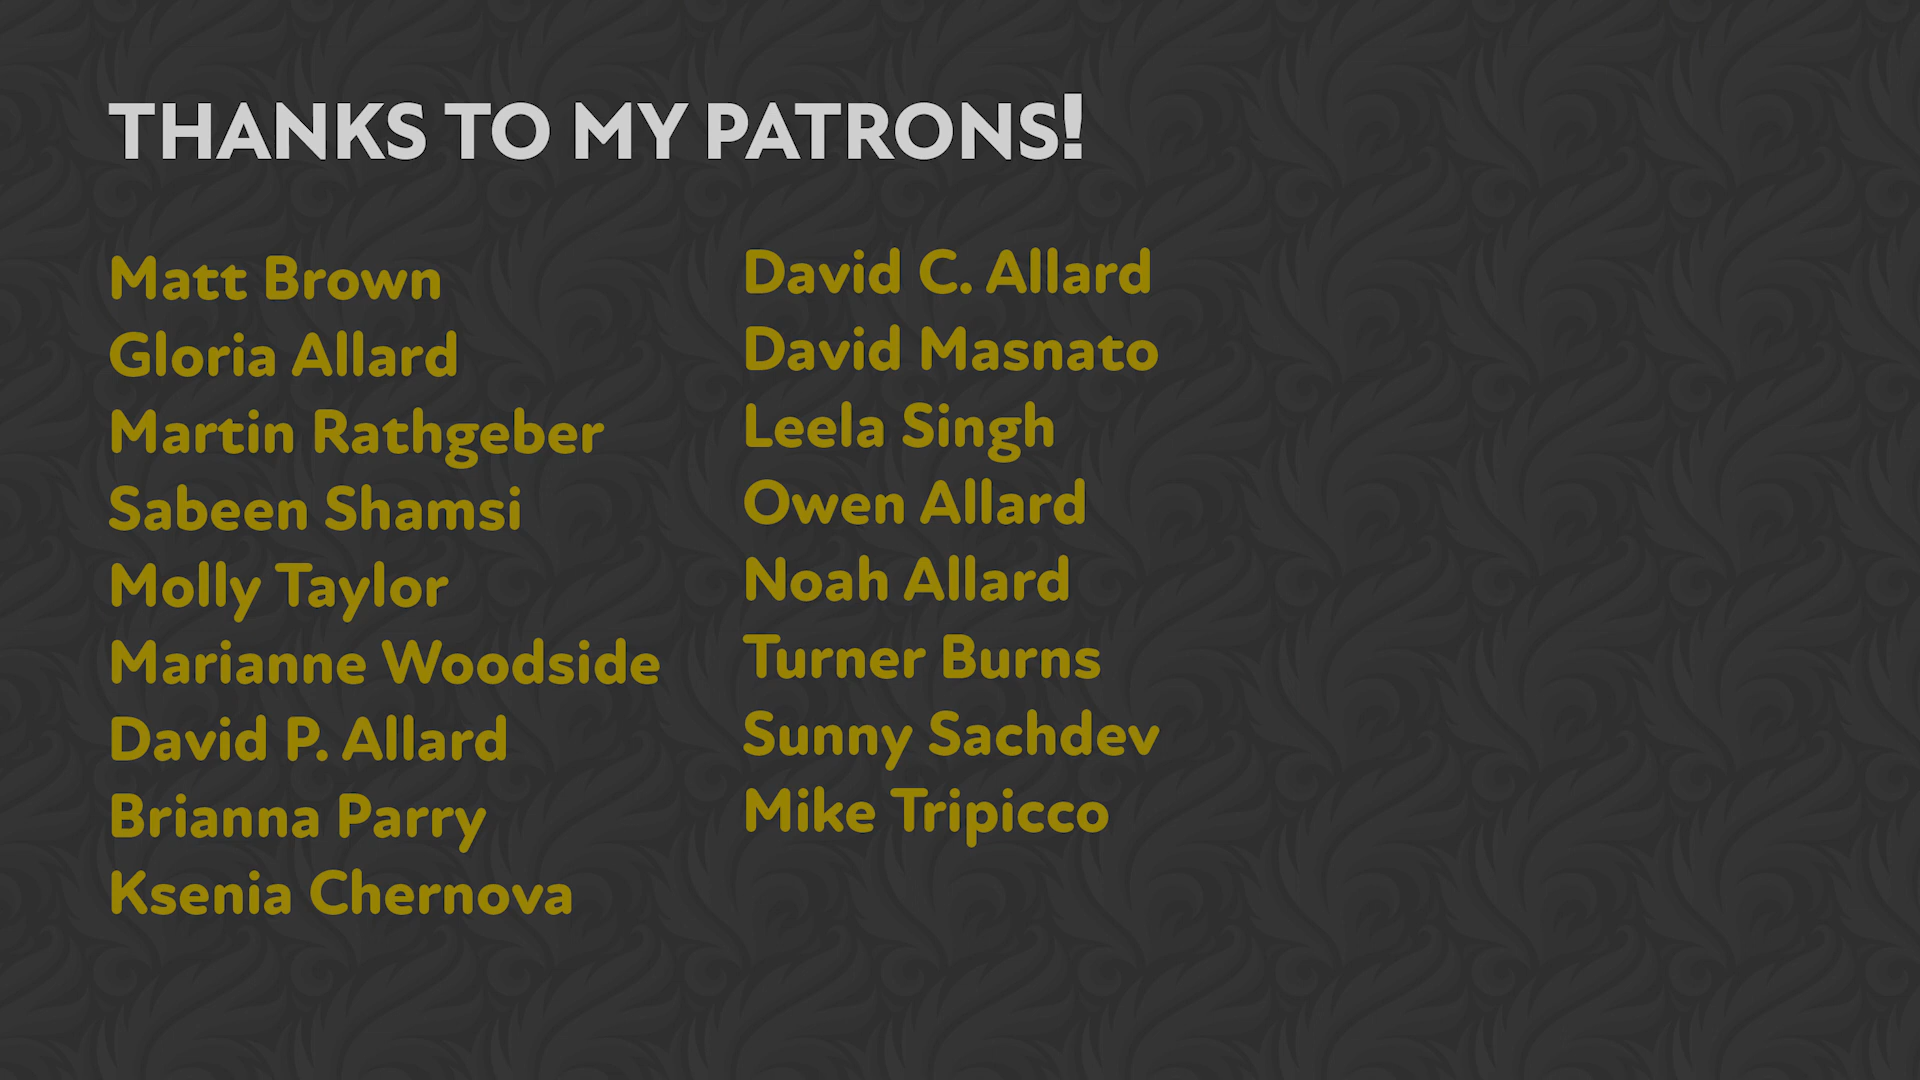 THANKS TO MY PATRONS!
Matt Brown
Gloria Allard
Martin Rathgeber
Sabeen Shamsi
Molly Taylor
Marianne Woodside
David P. Allard
Brianna Parry
Ksenia Chernova
David C. Allard
David Masnato
Leela Singh
Owen Allard
Noah Allard
Turner Burns
Sunny Sachdev
Mike Tripicco